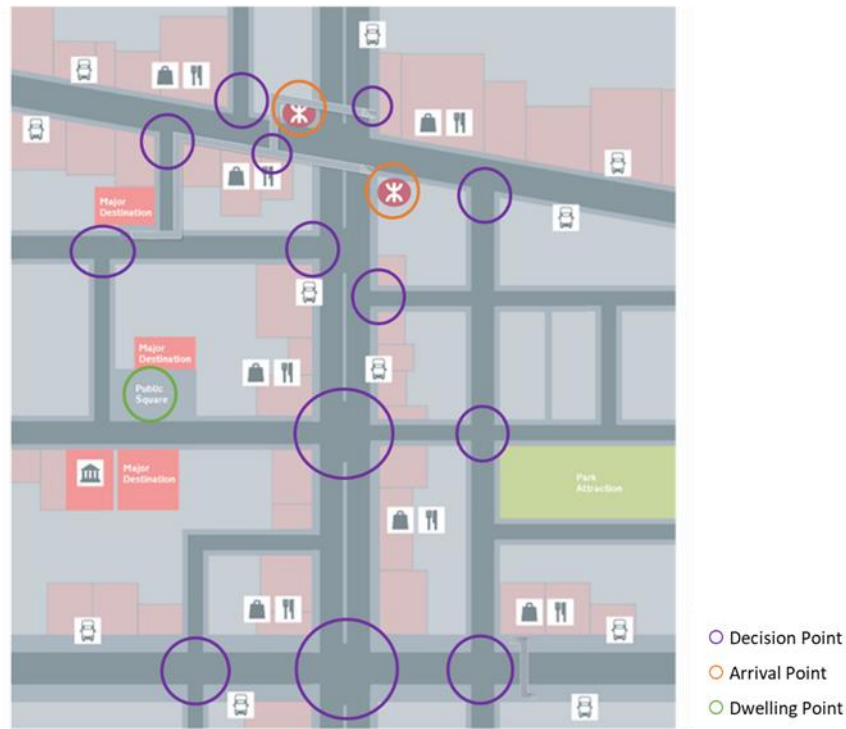 Major
Destination
Major
Destination
Public
Square
Major
Destination
Park
Attraction
Decision Point
Arrival Point
Dwelling Point